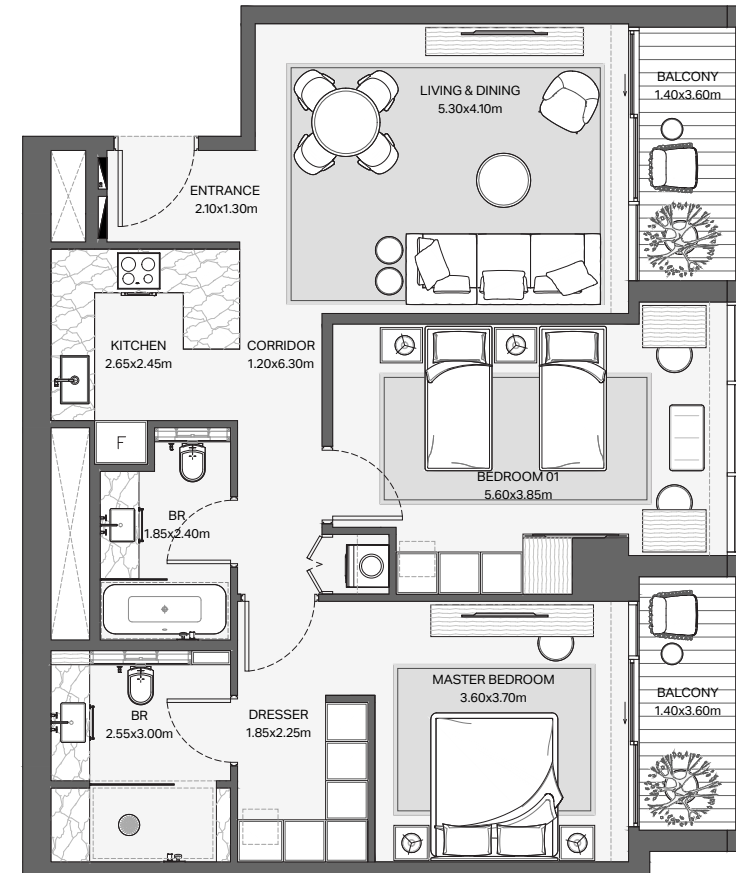 LIVING & DINING
5.30x4.10m
BALCONY
1.40x3.60m
ENTRANCE
2.10x1.30m
KITCHEN
2.65x2.45m
CORRIDOR
1.20x6.30m
F
BEDROOM 01
5.60x3.85m
BR
1.85x2.40m
MASTER BEDROOM
3.60x3.70m
BALCONY
1.40x3.60m
BR
2.55x3.00m
DRESSER
1.85x2.25m